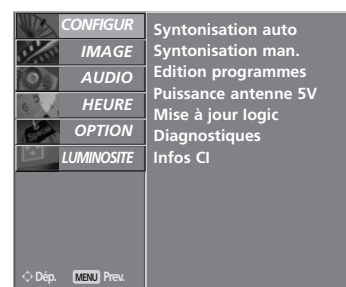 CONFIGUR
IMAGE
AUDIO
HEURE
OPTION
LUMINOSITE
Syntonisation auto
Syntonisation man.
Edition programmes
Puissance antenne 5V
Mise à jour logic
Diagnostiques
Infos CI
Dép. MENU Prev.